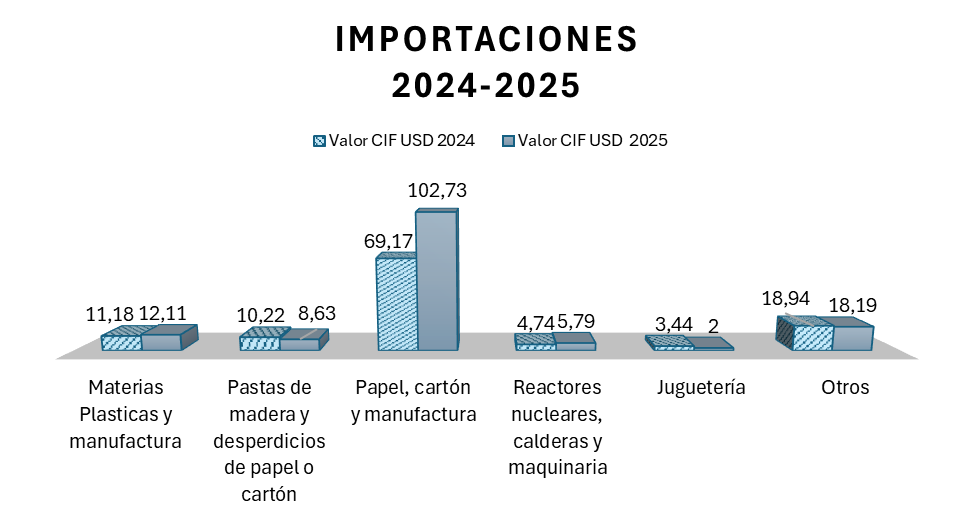 IMPORTACIONES
2024-2025
Valor CIF USD 2024
Valor CIF USD 2025
102,73
69,17
11,18 12,11
10,22 8,63
4,74 5,79
3,44 2
18,94 18,19
Materias
Plasticas y
manufactura
Pastas de
madera y
desperdicios
de papel o
cartón
Papel, cartón
y manufactura
Reactores
nucleares,
calderas y
maquinaria
Juguetería
Otros